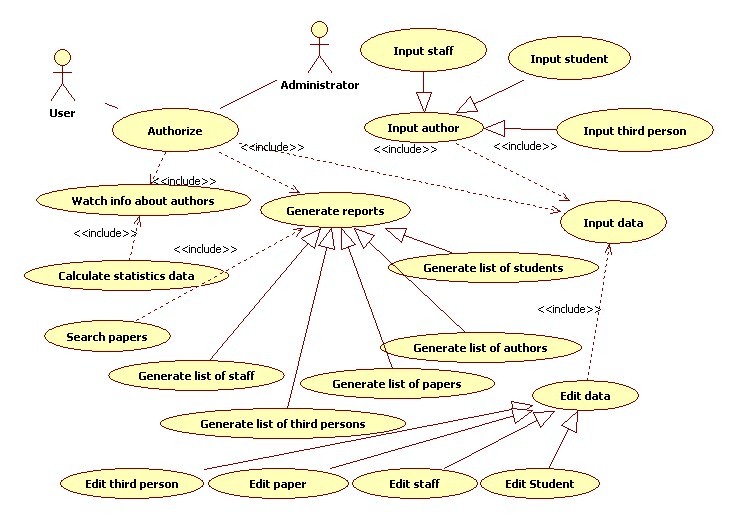 Input staff
Input student
Administrator
User
Authorize
Input author
Input third person
<<include>>
<<include>>
<<include>>
<<include>>
Watch info about authors
Generate reports
Input data
<<include>>
<<include>>
Calculate statistics data
Generate list of students
<<include>>
Search papers
Generate list of authors
Generate list of staff
Generate list of papers
Edit data
Generate list of third persons
Edit third person
Edit paper
Edit staff
Edit Student